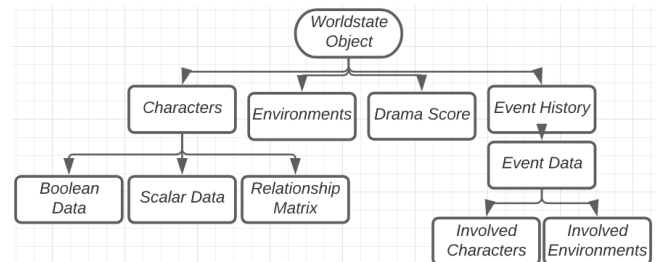 Worldstate
Object
Characters
Environments
Drama Score
Event History
Event Data
Boolean
Data
Scalar Data
Relationship
Matrix
Involved
Characters
Involved
Environments